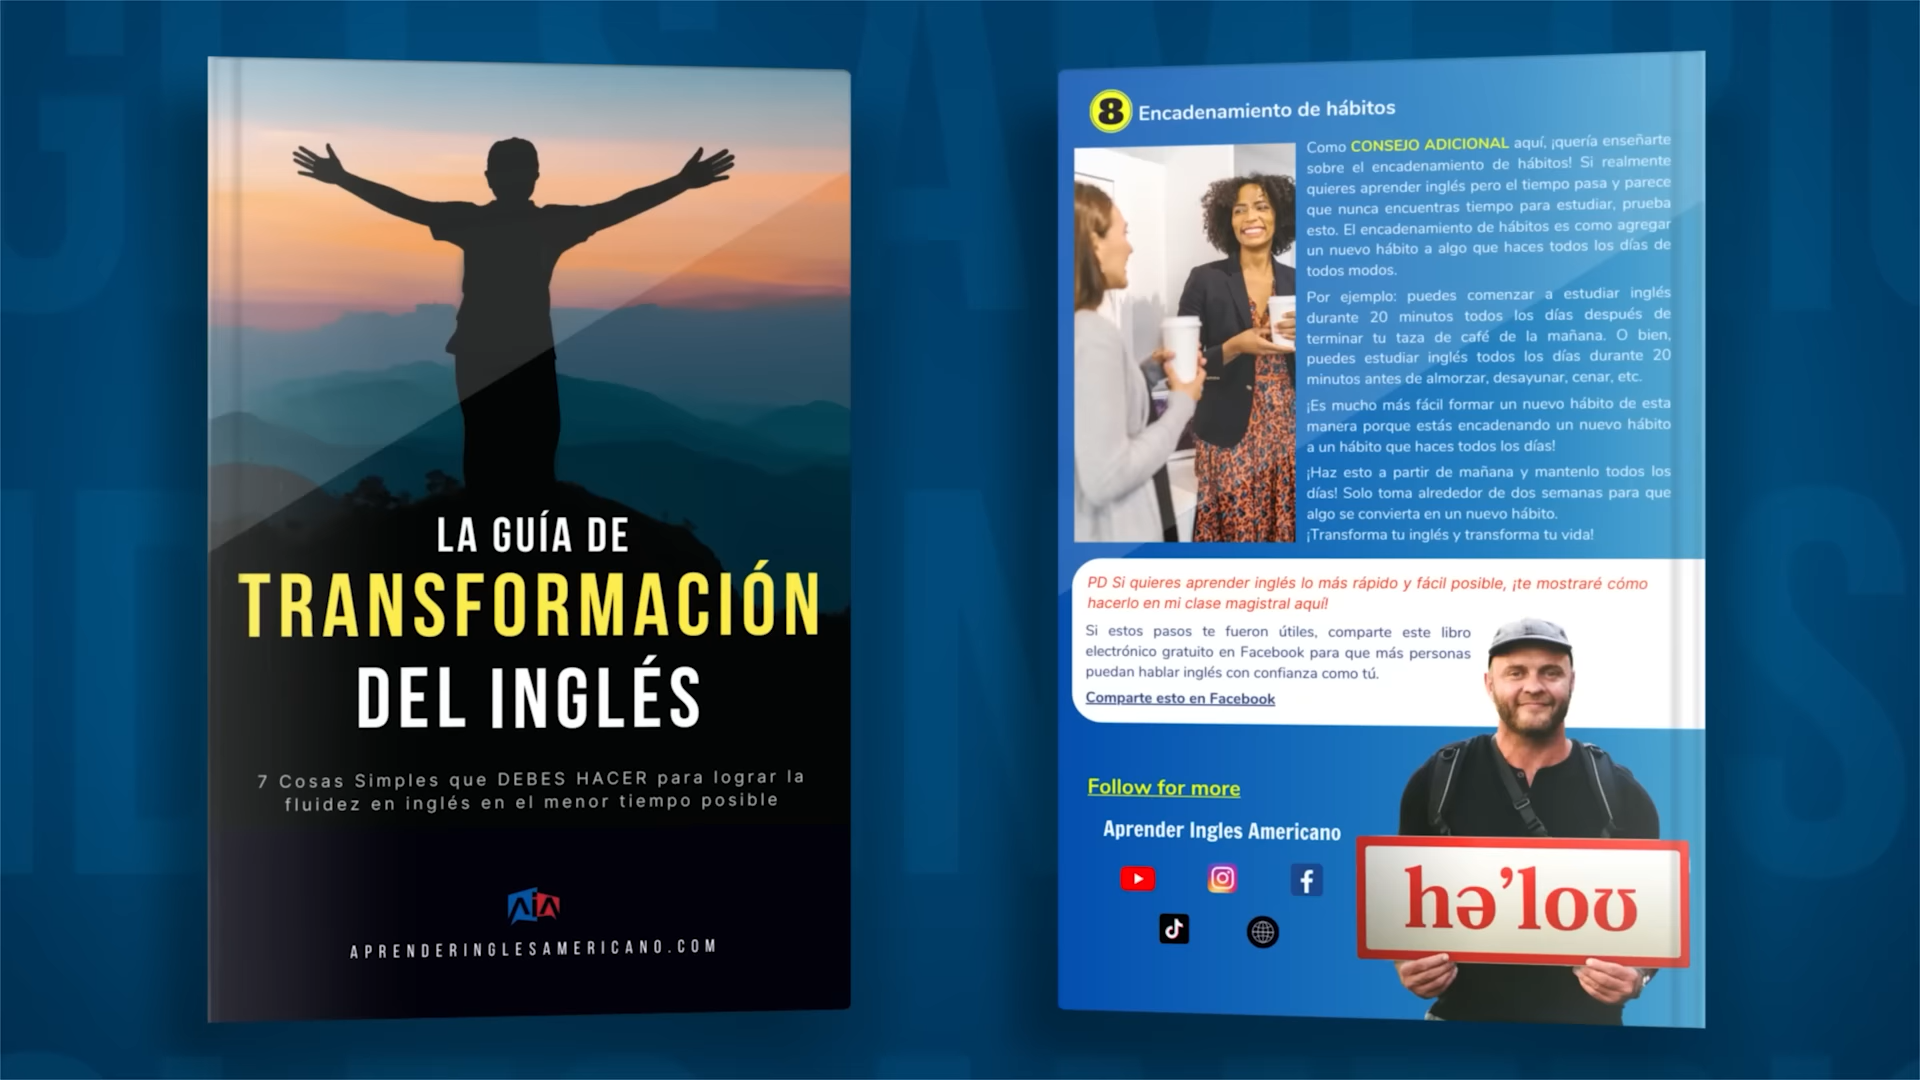 LA GUÍA DE
TRANSFORMACIÓN
DEL INGLÉS
7 Cosas Simples que DEBES HACER para lograr la
fluidez en inglés en el menor tiempo posible
AiA
APRENDERINGLESAMERICANO.COM
8 Encadenamiento de hábitos
Como CONSEJO ADICIONAL aquí, ¡quería enseñarte
sobre el encadenamiento de hábitos! Si realmente
quieres aprender inglés pero el tiempo pasa y parece
que nunca encuentras tiempo para estudiar, prueba
esto. El encadenamiento de hábitos es como agregar
un nuevo hábito a algo que haces todos los días de
todos modos.
Por ejemplo: puedes comenzar a estudiar inglés
durante 20 minutos todos los días después de
terminar tu taza de café de la mañana. O bien,
puedes estudiar inglés todos los días durante 20
minutos antes de almorzar, desayunar, cenar, etc.
¡Es mucho más fácil formar un nuevo hábito de esta
manera porque estás encadenando un nuevo hábito
a un hábito que haces todos los días!
¡Haz esto a partir de mañana y mantenlo todos los
días! Solo toma alrededor de dos semanas para que
algo se convierta en un nuevo hábito.
¡Transforma tu inglés y transforma tu vida!
PD Si quieres aprender inglés lo más rápido y fácil posible, ¡te mostraré cómo
hacerlo en mi clase magistral aquí!
Si estos pasos te fueron útiles, comparte este libro
electrónico gratuito en Facebook para que más personas
puedan hablar inglés con confianza como tú.
Comparte esto en Facebook
Follow for more
Aprender Ingles Americano
hə’loʊ